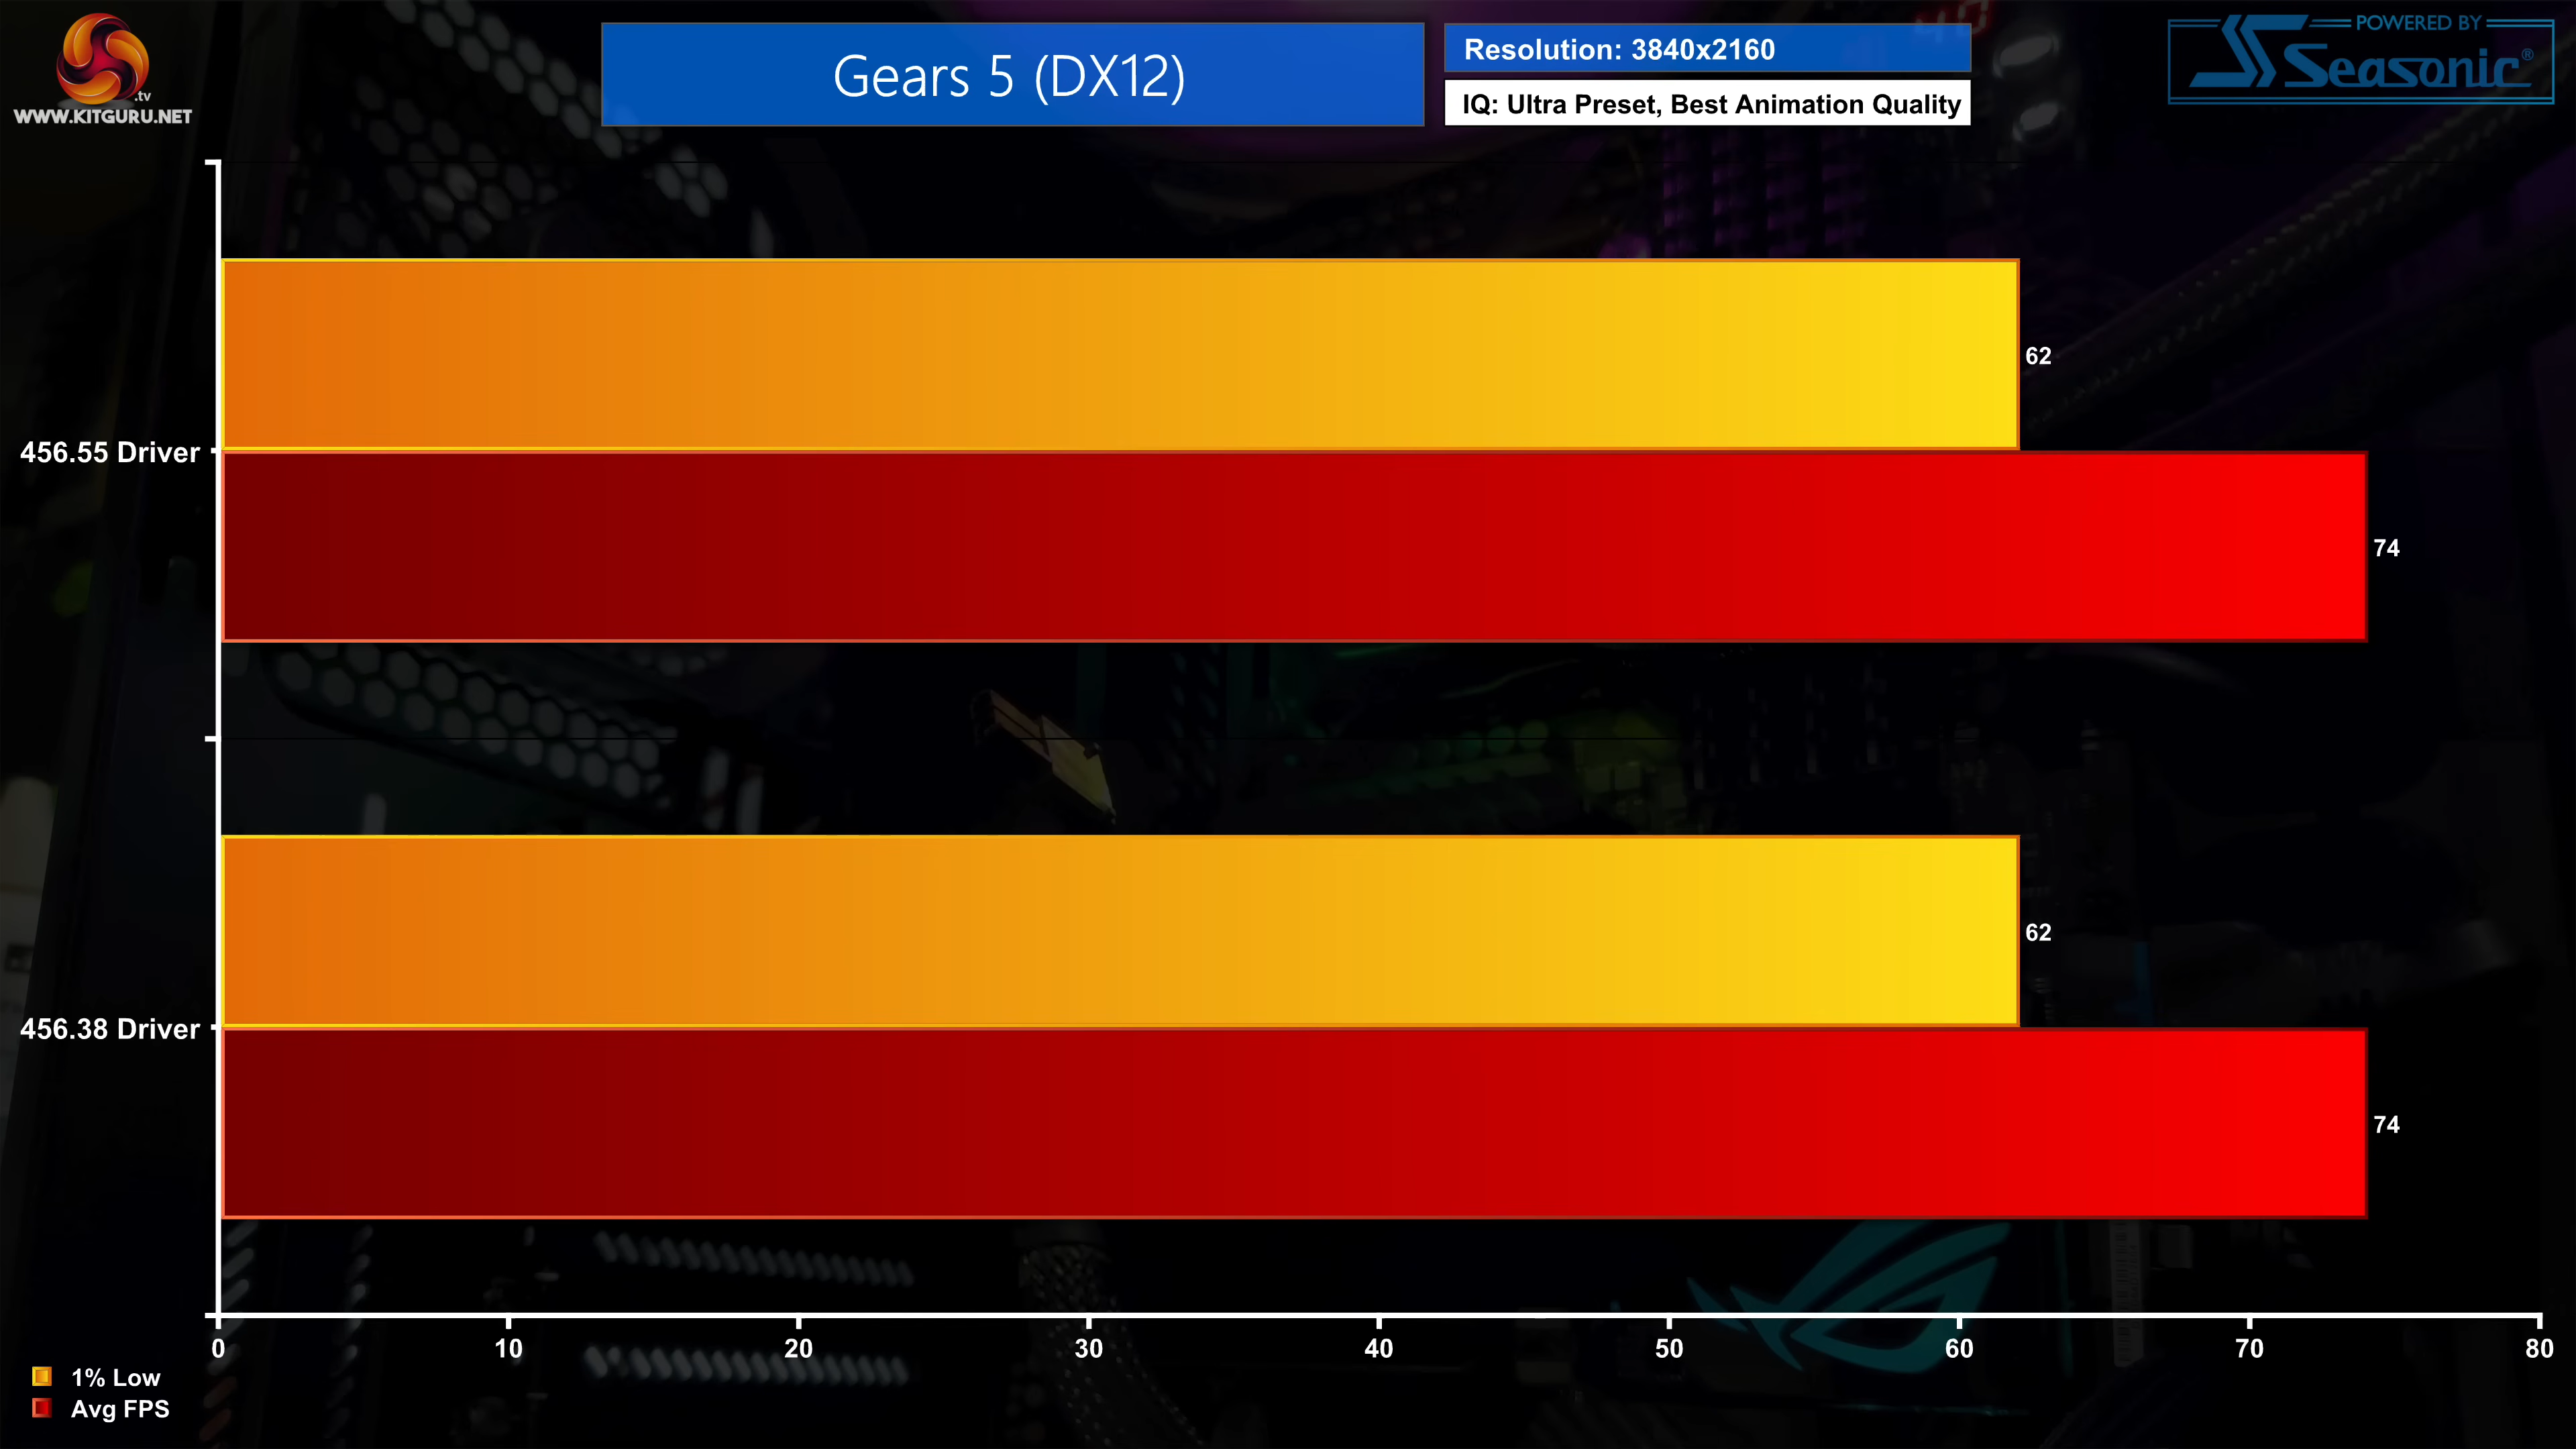 .tv
WWW.KITGURU.NET
Gears 5 (DX12)
Resolution: 3840x2160
IQ: Ultra Preset, Best Animation Quality
POWERED BY
Seasonic®
62
456.55 Driver
74
62
456.38 Driver
74
0 10 20 30 40 50 60 70 80
1% Low
Avg FPS